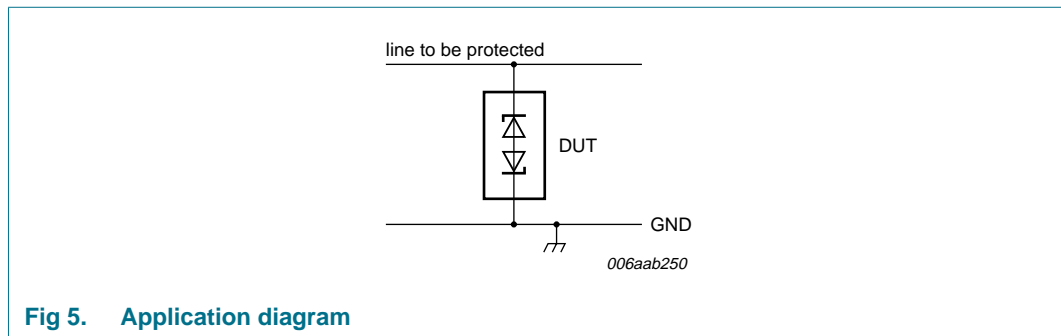 line to be protected
DUT
GND
006aab250
Fig 5. Application diagram